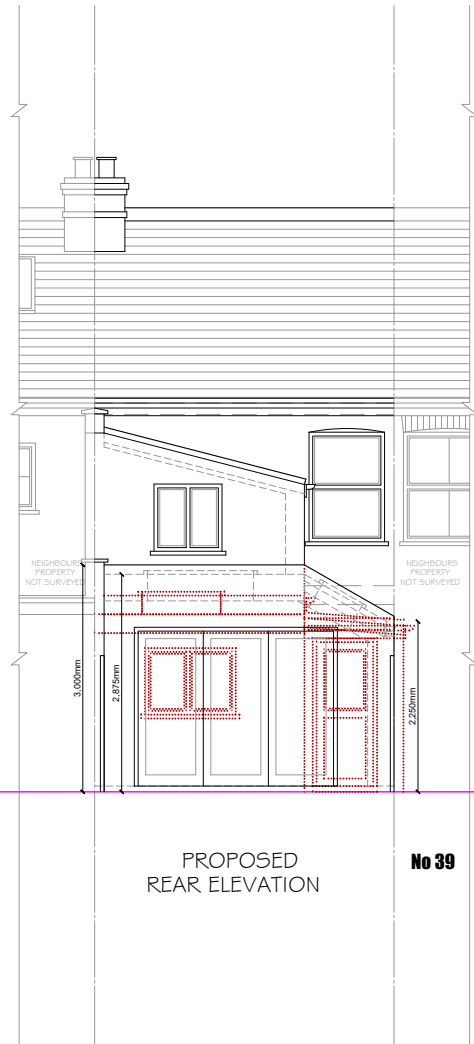 NEIGHBOURS
PROPERTY
NOT SURVEYED
NEIGHBOURS
PROPERTY
NOT SURVEYED
3,000mm
2,875mm
2,250mm
PROPOSED
REAR ELEVATION
No 39